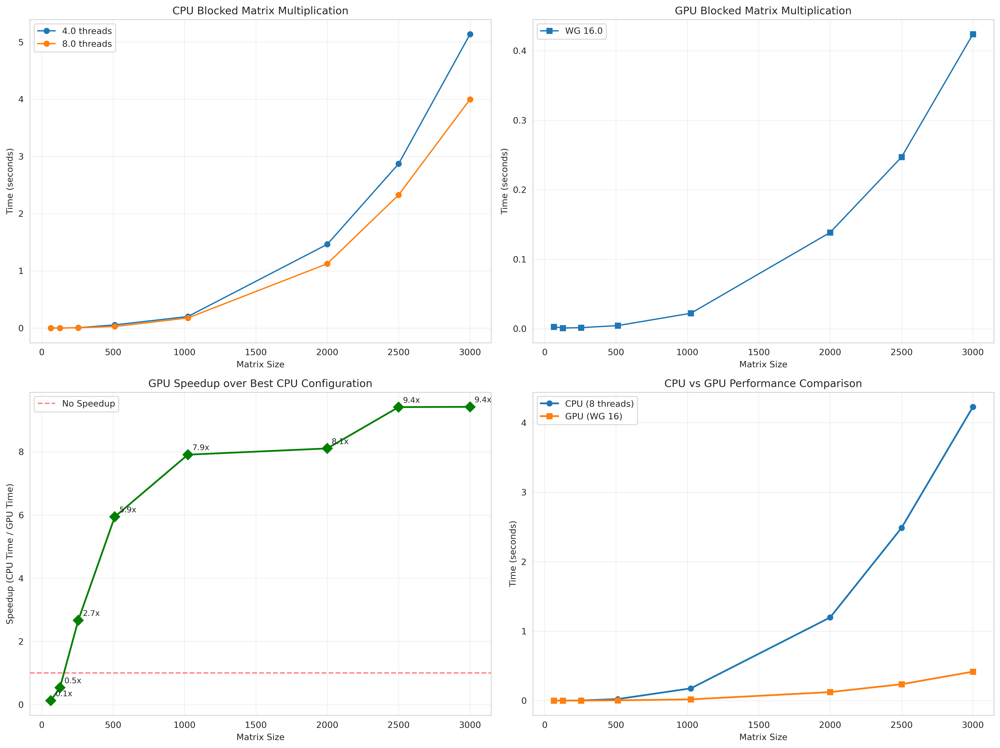 CPU Blocked Matrix Multiplication
4.0 threads
8.0 threads
Time (seconds)
5
4
3
2
1
0
0 500 1000 1500 2000 2500 3000
Matrix Size
GPU Blocked Matrix Multiplication
WG 16.0
Time (seconds)
0.4
0.3
0.2
0.1
0.0
0 500 1000 1500 2000 2500 3000
Matrix Size
GPU Speedup over Best CPU Configuration
No Speedup
Speedup (CPU Time / GPU Time)
8
6
4
2
0
0.1x
0.5x
2.7x
5.9x
7.9x
8.1x
9.4x
9.4x
0 500 1000 1500 2000 2500 3000
Matrix Size
CPU vs GPU Performance Comparison
CPU (8 threads)
GPU (WG 16)
Time (seconds)
4
3
2
1
0
0 500 1000 1500 2000 2500 3000
Matrix Size